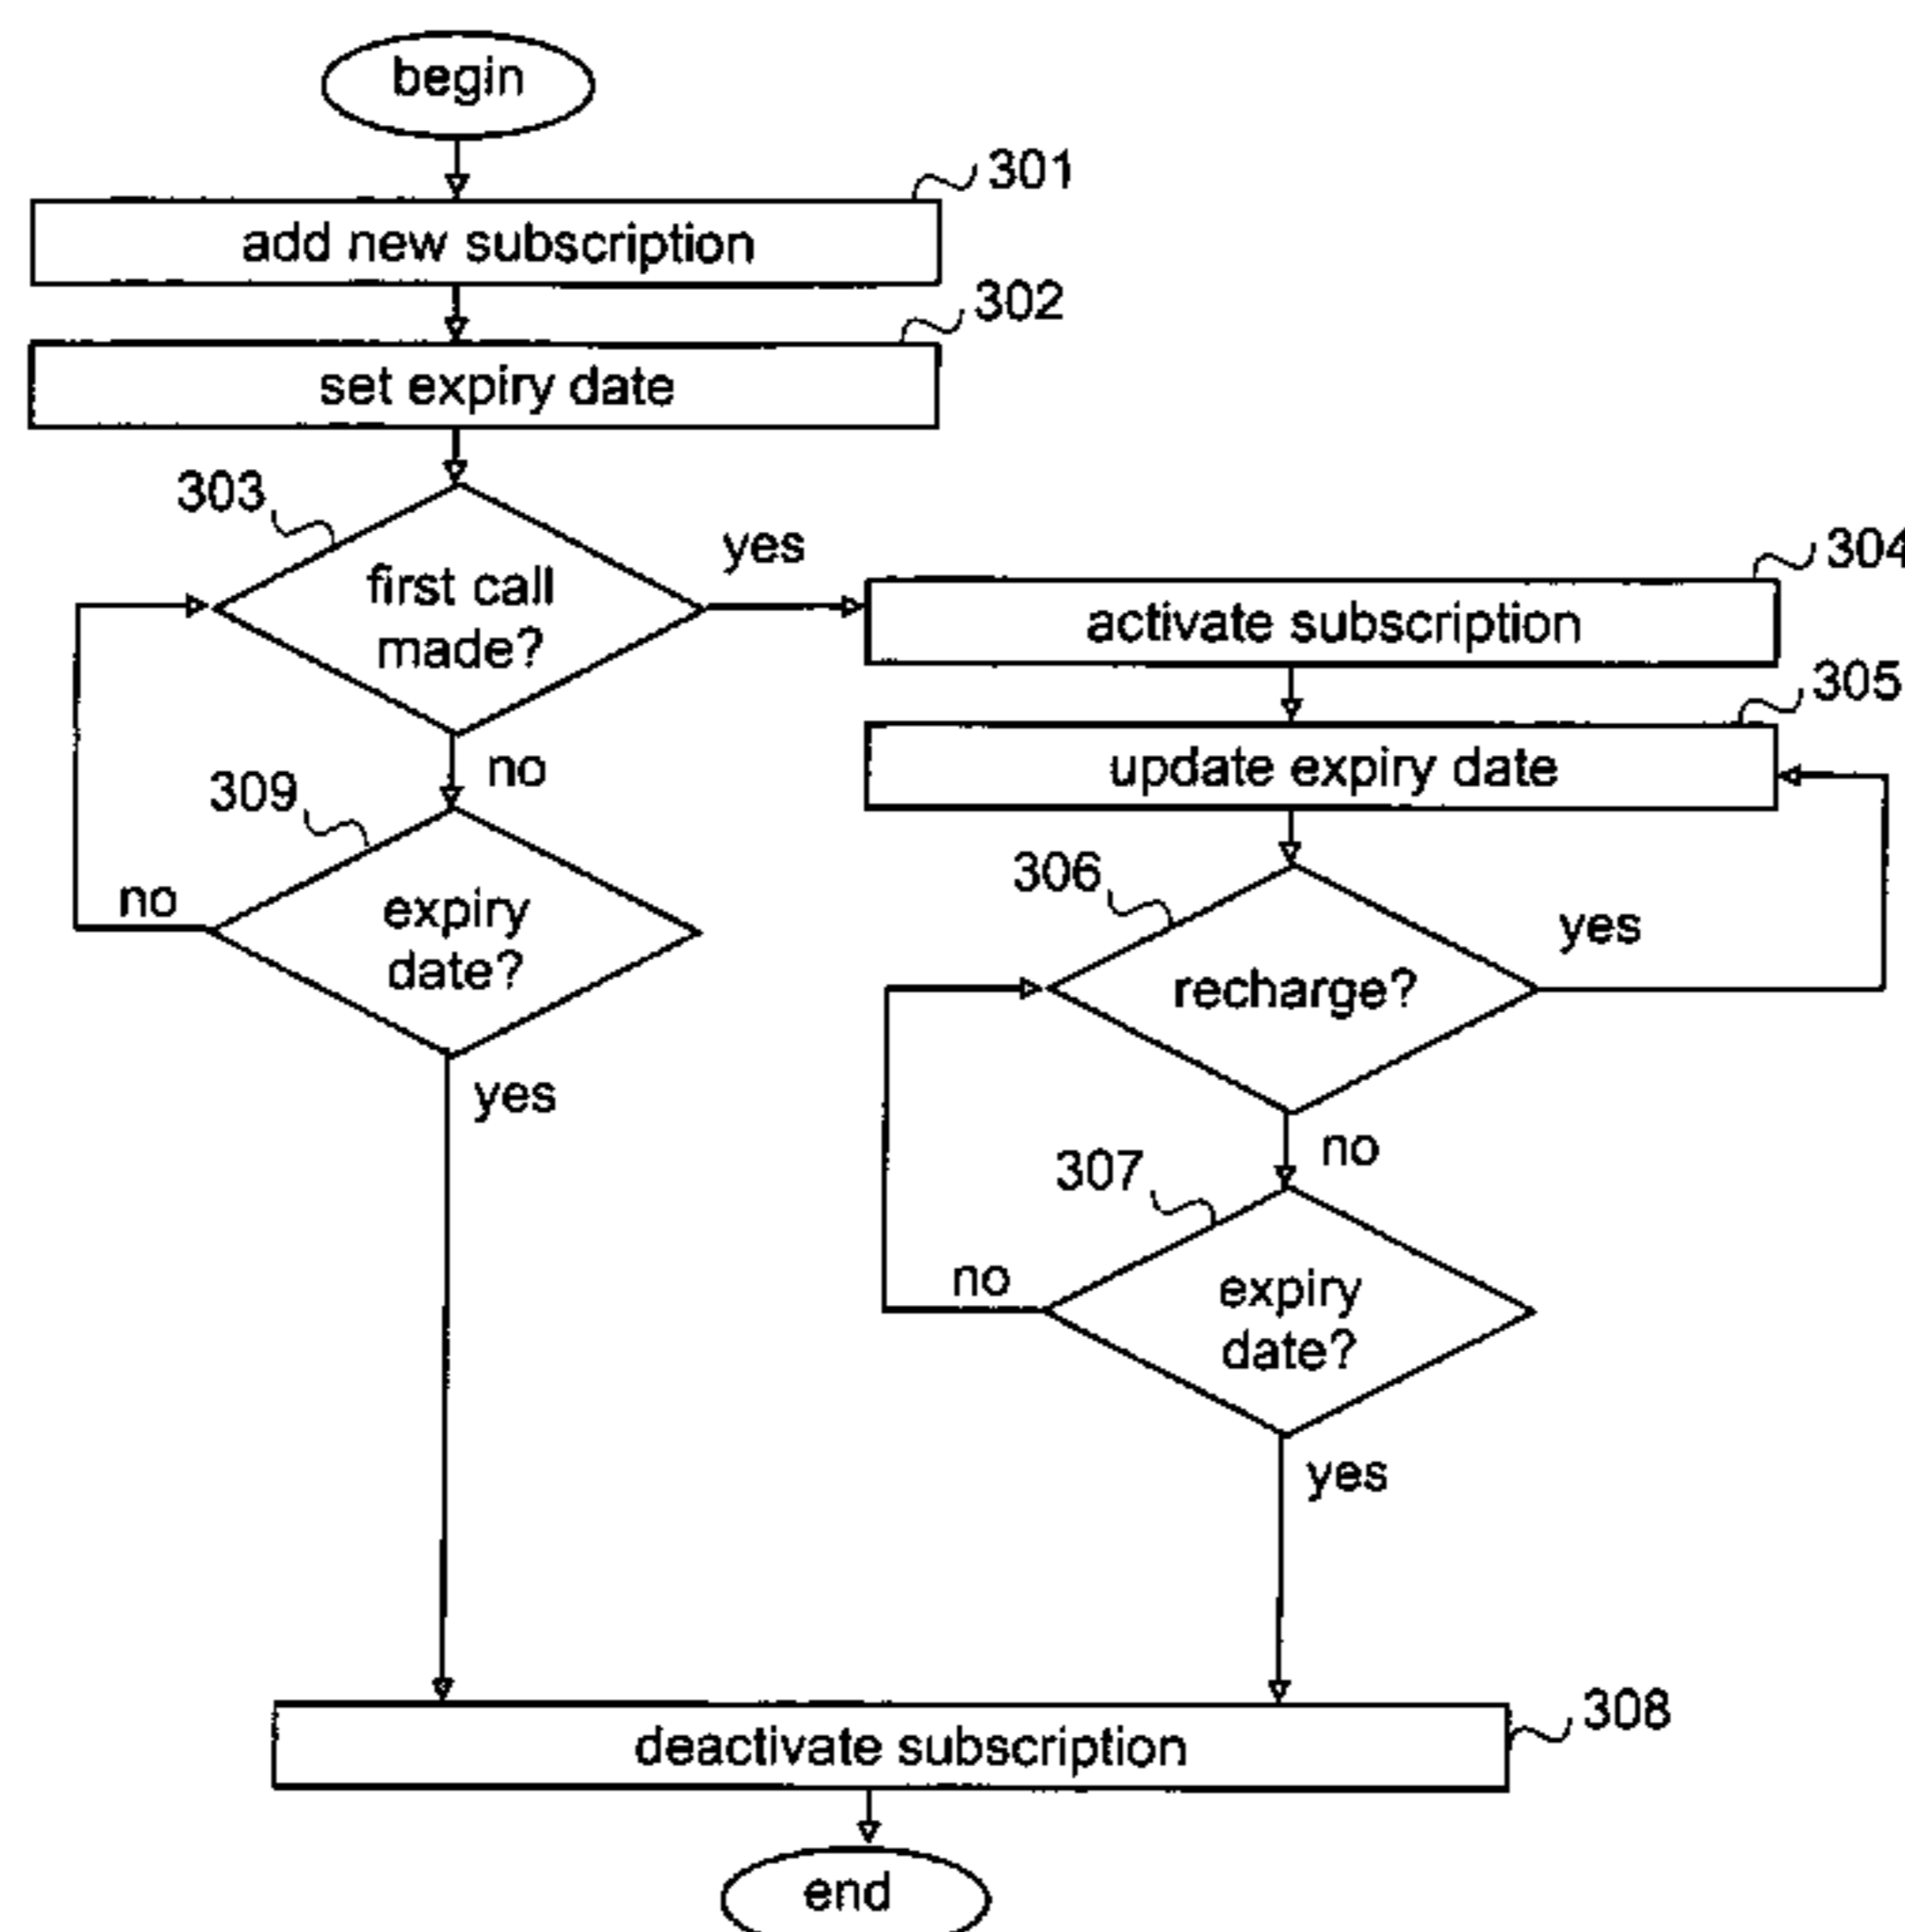 begin
301
add new subscription
302
set expiry date
303
first call
made?
yes
304
activate subscription
305
update expiry date
no
309
expiry
date?
no
yes
306
recharge?
yes
no
307
expiry
date?
no
yes
308
deactivate subscription
end